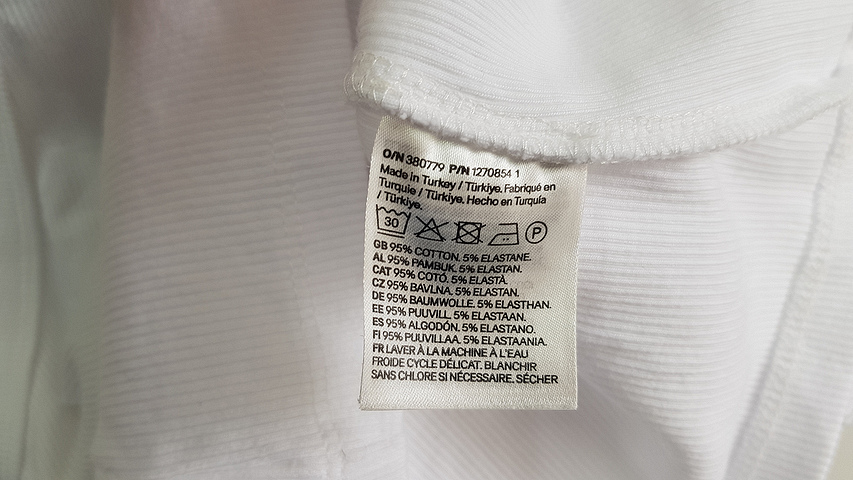 O/N 380779 P/N 1270854 1
Made in Turkey / Türkiye. Fabriqué en
Turquie / Türkiye. Hecho en Turquía
/ Türkiye.
30 P
GB 95% COTTON. 5% ELASTANE.
AL 95% PAMBUK. 5% ELASTAN.
CAT 95% COTÓ. 5% ELASTÀ.
CZ 95% BAVLNA. 5% ELASTAN.
DE 95% BAUMWOLLE. 5% ELASTHAN.
EE 95% PUUVILL. 5% ELASTAAN.
ES 95% ALGODÓN. 5% ELASTANO.
FI 95% PUUVILLAA. 5% ELASTAANIA.
FR LAVER À LA MACHINE À L'EAU
FROIDE CYCLE DÉLICAT. BLANCHIR
SANS CHLORE SI NÉCESSAIRE. SÉCHER